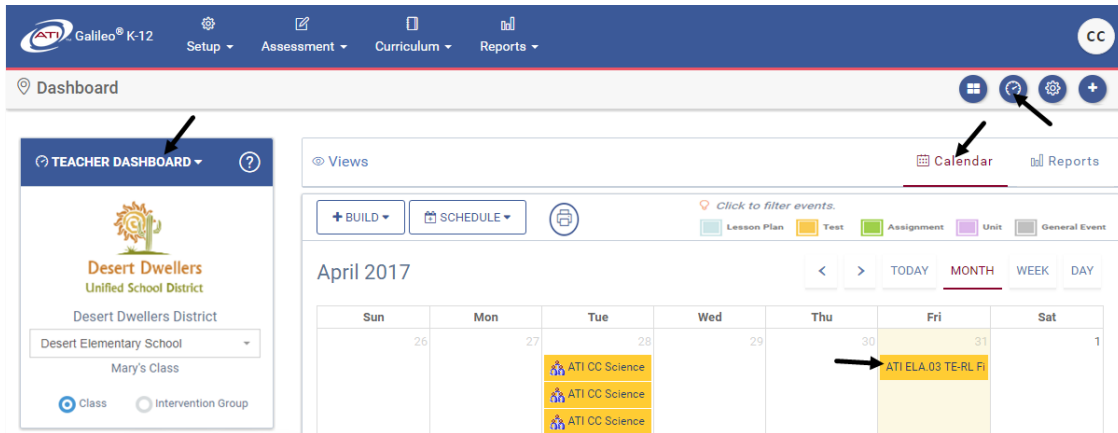 ATI Galileo® K-12
Setup
Assessment
Curriculum
Reports
CC
Dashboard
TEACHER DASHBOARD
?
Desert Dwellers
Unified School District
Desert Dwellers District
Desert Elementary School
Mary's Class
Class
Intervention Group
Views
Calendar
Reports
+ BUILD
SCHEDULE
Click to filter events.
Lesson Plan Test Assignment Unit General Event
April 2017
< > TODAY MONTH WEEK DAY
Sun Mon Tue Wed Thu Fri Sat
26 27 28 29 30 31 1
ATI CC Science
ATI ELA.03 TE-RL Fi
ATI CC Science
ATI CC Science